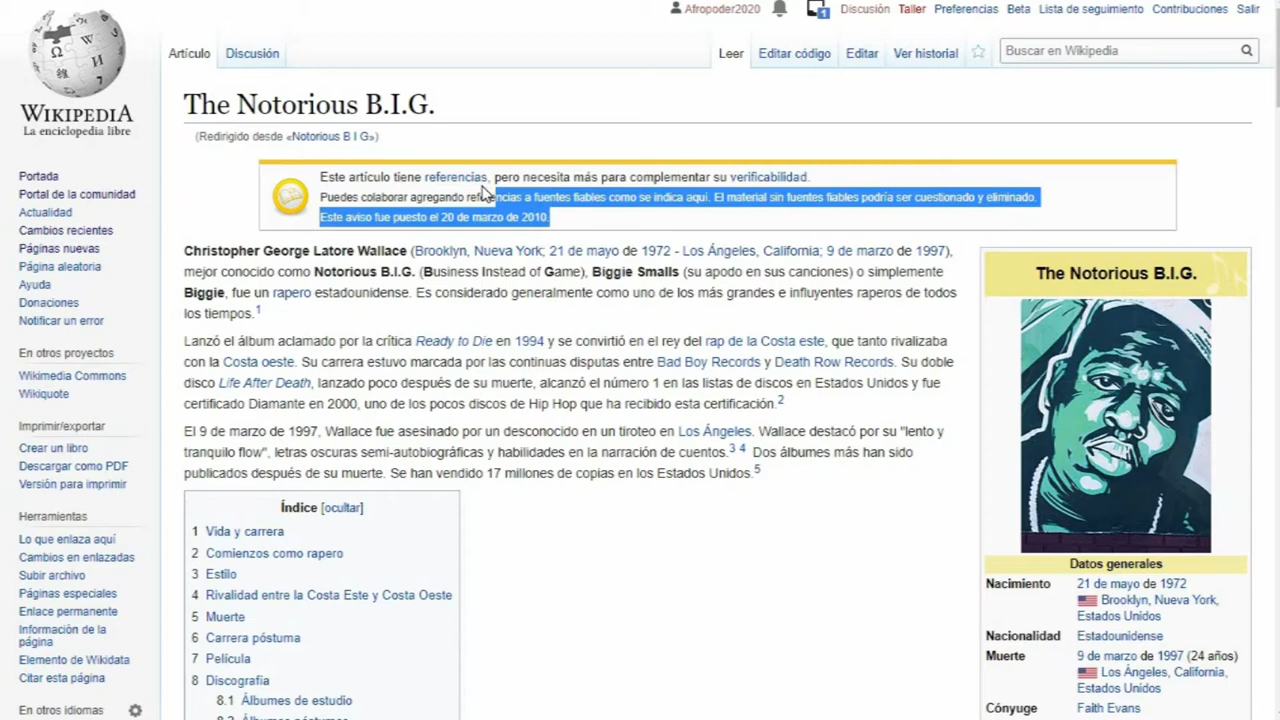 Afropoder2020 1 Discusión Taller Preferencias Beta Lista de seguimiento Contribuciones Salir
Artículo Discusión Leer Editar código Editar Ver historial Buscar en Wikipedia
WIKIPEDIA
La enciclopedia libre
Portada
Portal de la comunidad
Actualidad
Cambios recientes
Páginas nuevas
Página aleatoria
Ayuda
Donaciones
Notificar un error
En otros proyectos
Wikimedia Commons
Wikiquote
Imprimir/exportar
Crear un libro
Descargar como PDF
Versión para imprimir
Herramientas
Lo que enlaza aquí
Cambios en enlazadas
Subir archivo
Páginas especiales
Enlace permanente
Información de la
página
Elemento de Wikidata
Citar esta página
En otros idiomas
The Notorious B.I.G.
(Redirigido desde «Notorious B I G»)
Este artículo tiene referencias, pero necesita más para complementar su verificabilidad.
Puedes colaborar agregando referencias a fuentes fiables como se indica aquí. El material sin fuentes fiables podría ser cuestionado y eliminado.
Este aviso fue puesto el 20 de marzo de 2010.
Christopher George Latore Wallace (Brooklyn, Nueva York; 21 de mayo de 1972 - Los Ángeles, California; 9 de marzo de 1997),
mejor conocido como Notorious B.I.G. (Business Instead of Game), Biggie Smalls (su apodo en sus canciones) o simplemente
Biggie, fue un rapero estadounidense. Es considerado generalmente como uno de los más grandes e influyentes raperos de todos
los tiempos.1
Lanzó el álbum aclamado por la crítica Ready to Die en 1994 y se convirtió en el rey del rap de la Costa este, que tanto rivalizaba
con la Costa oeste. Su carrera estuvo marcada por las continuas disputas entre Bad Boy Records y Death Row Records. Su doble
disco Life After Death, lanzado poco después de su muerte, alcanzó el número 1 en las listas de discos en Estados Unidos y fue
certificado Diamante en 2000, uno de los pocos discos de Hip Hop que ha recibido esta certificación.2
El 9 de marzo de 1997, Wallace fue asesinado por un desconocido en un tiroteo en Los Ángeles. Wallace destacó por su "lento y
tranquilo flow", letras oscuras semi-autobiográficas y habilidades en la narración de cuentos.3 4 Dos álbumes más han sido
publicados después de su muerte. Se han vendido 17 millones de copias en los Estados Unidos.5
Índice [ocultar]
1 Vida y carrera
2 Comienzos como rapero
3 Estilo
4 Rivalidad entre la Costa Este y Costa Oeste
5 Muerte
6 Carrera póstuma
7 Película
8 Discografía
8.1 Álbumes de estudio
8.2 Álbumes póstumos
The Notorious B.I.G.
Datos generales
Nacimiento 21 de mayo de 1972
Brooklyn, Nueva York,
Estados Unidos
Nacionalidad Estadounidense
Muerte 9 de marzo de 1997 (24 años)
Los Ángeles, California,
Estados Unidos
Cónyuge Faith Evans